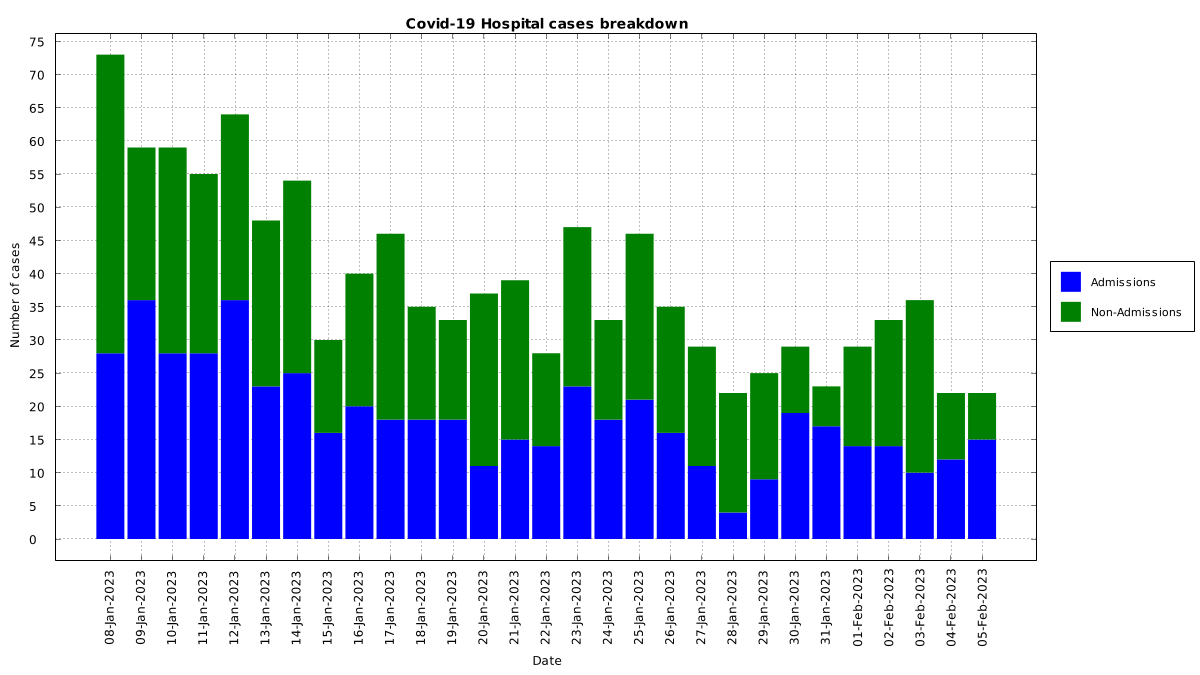 Covid-19 Hospital cases breakdown
75
70
65
60
55
50
45
40
35
30
25
20
15
10
5
0
Number of cases
08-Jan-2023
09-Jan-2023
10-Jan-2023
11-Jan-2023
12-Jan-2023
13-Jan-2023
14-Jan-2023
15-Jan-2023
16-Jan-2023
17-Jan-2023
18-Jan-2023
19-Jan-2023
20-Jan-2023
21-Jan-2023
22-Jan-2023
23-Jan-2023
24-Jan-2023
25-Jan-2023
26-Jan-2023
27-Jan-2023
28-Jan-2023
29-Jan-2023
30-Jan-2023
31-Jan-2023
01-Feb-2023
02-Feb-2023
03-Feb-2023
04-Feb-2023
05-Feb-2023
Date
Admissions
Non-Admissions